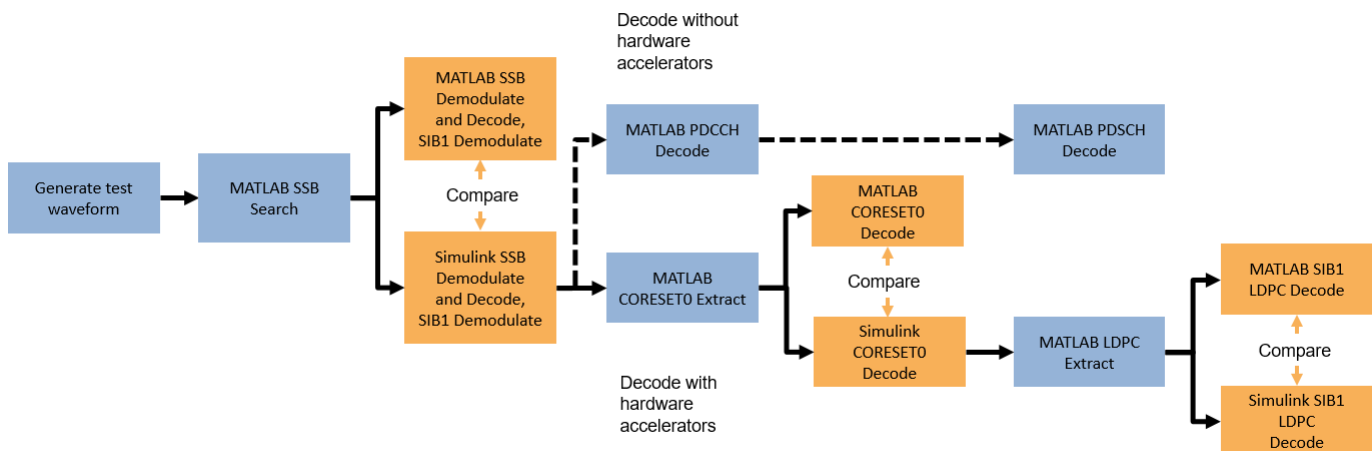 Generate test
waveform
MATLAB SSB
Search
MATLAB SSB
Demodulate
and Decode,
SIB1 Demodulate
Compare
Simulink SSB
Demodulate
and Decode,
SIB1 Demodulate
Decode without
hardware
accelerators
MATLAB PDCCH
Decode
MATLAB PDSCH
Decode
MATLAB
CORESET0 Extract
MATLAB
CORESET0
Decode
Compare
Simulink
CORESET0
Decode
Decode with
hardware
accelerators
MATLAB LDPC
Extract
MATLAB SIB1
LDPC Decode
Compare
Simulink SIB1
LDPC
Decode